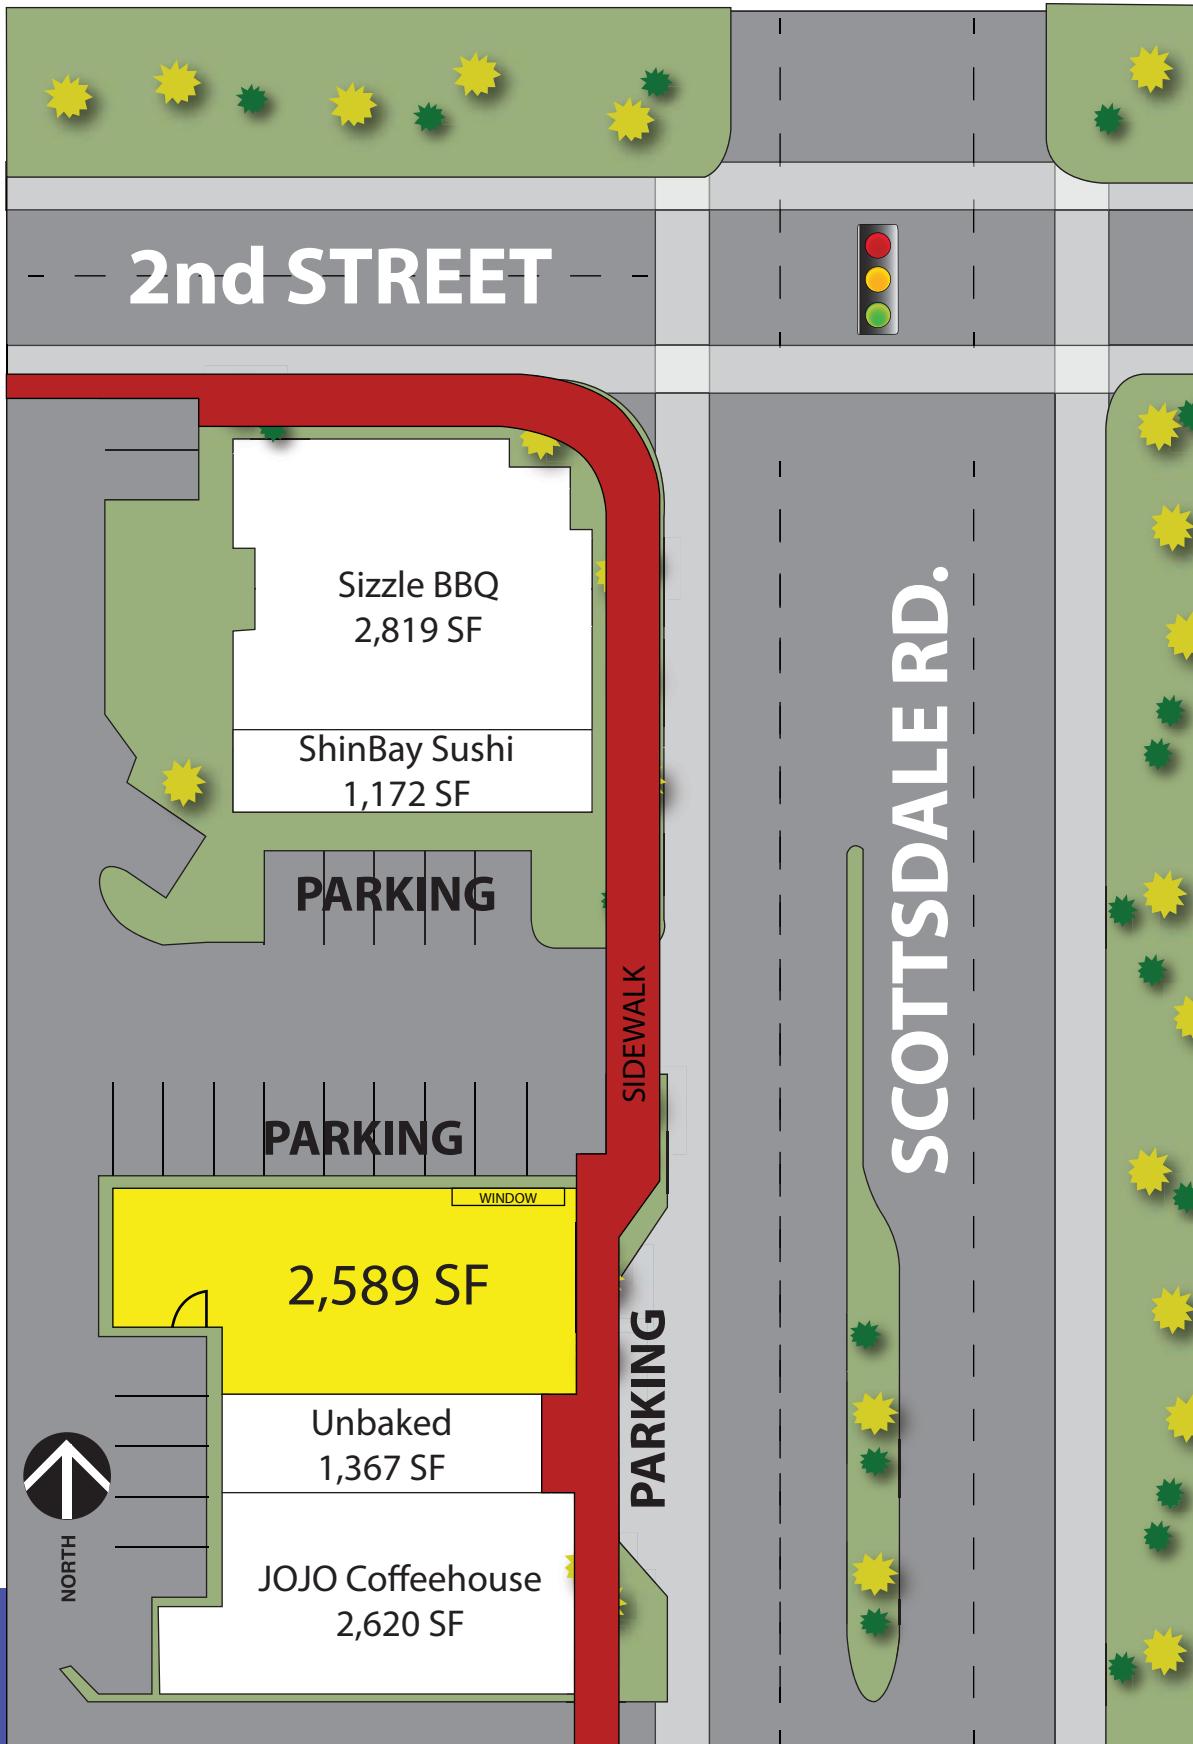 2nd STREET
Sizzle BBQ
2,819 SF
ShinBay Sushi
1,172 SF
PARKING
SCOTTSDALE RD.
SIDEWALK
PARKING
WINDOW
2,589 SF
PARKING
Unbaked
1,367 SF
NORTH
JOJO Coffeehouse
2,620 SF